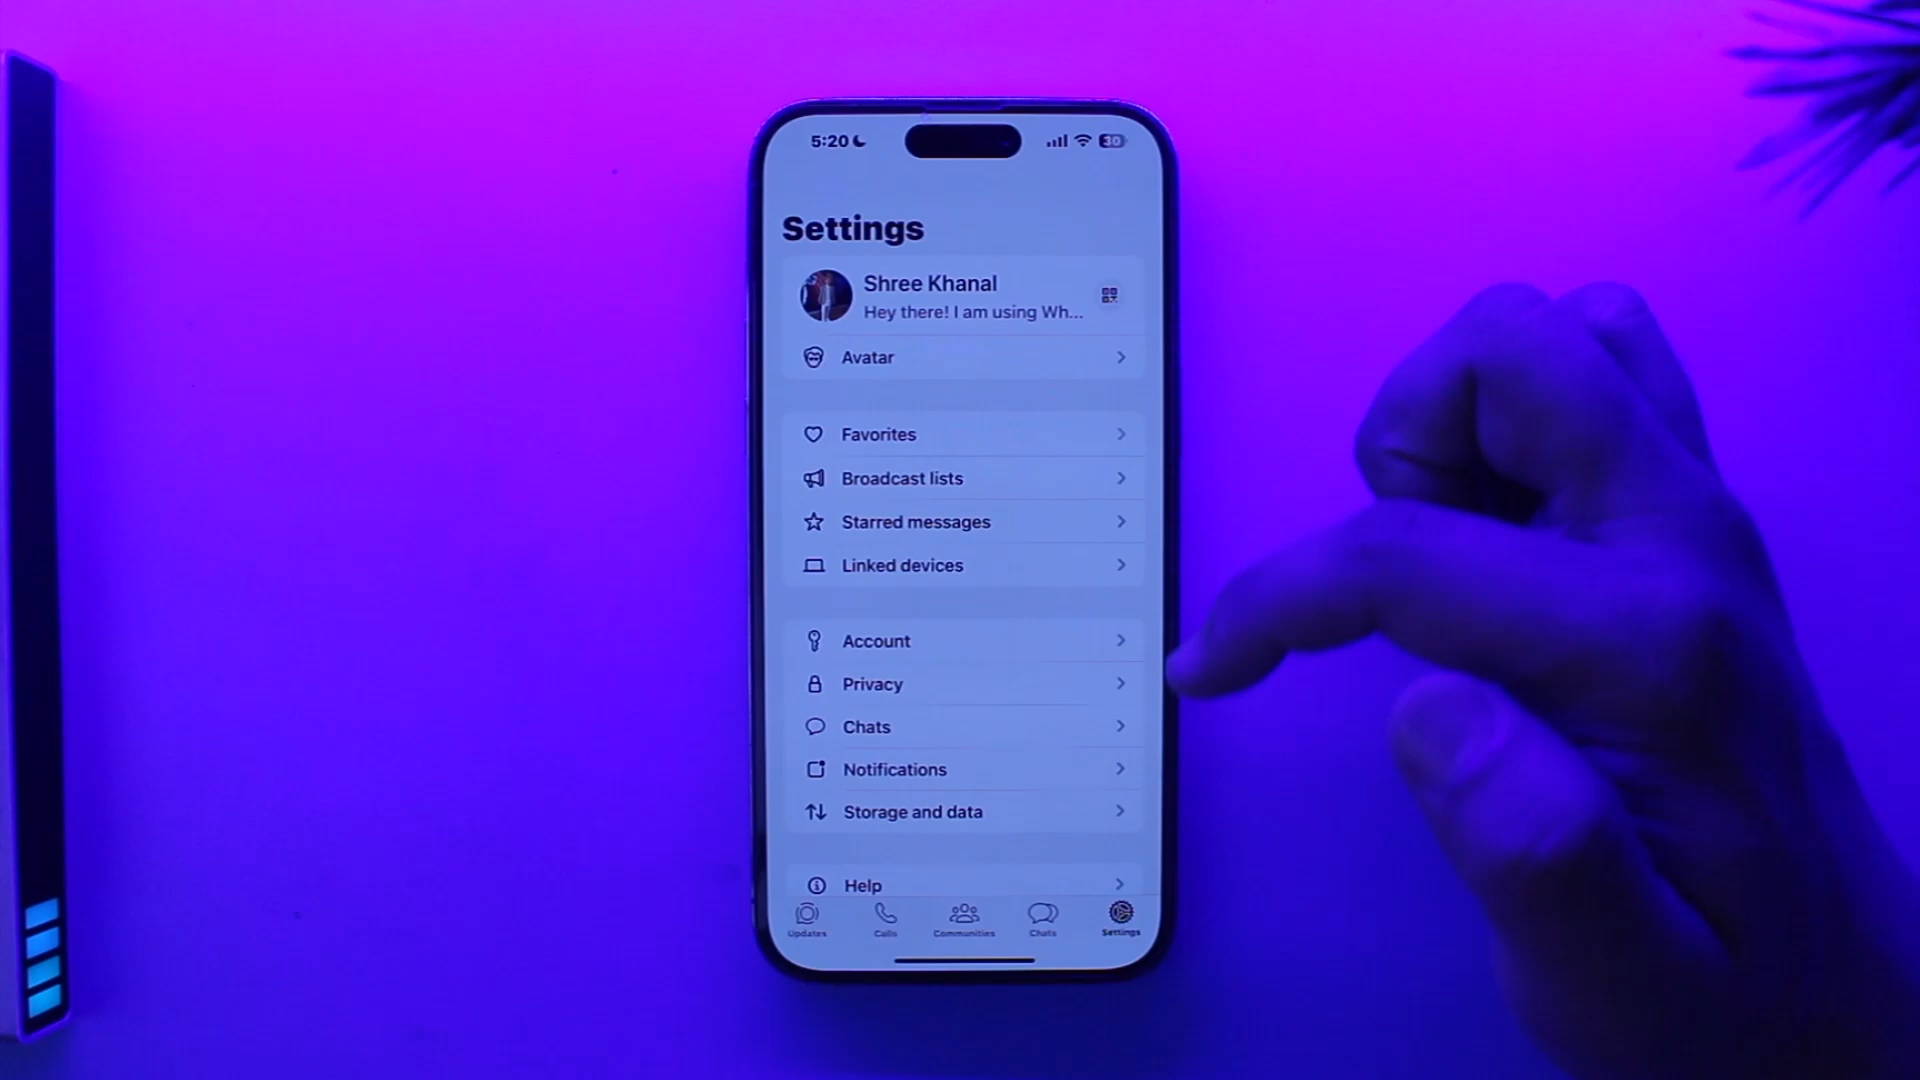 5:20
30
Settings
Shree Khanal
Hey there! I am using Wh...
Avatar
Favorites
Broadcast lists
Starred messages
Linked devices
Account
Privacy
Chats
Notifications
Storage and data
Help
Updates
Calls
Communities
Chats
Settings